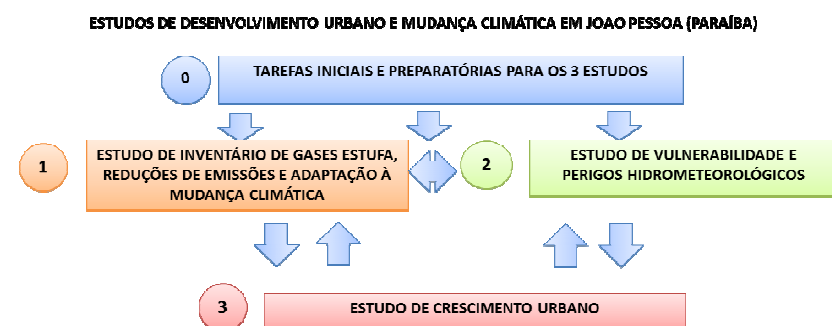 ESTUDOS DE DESENVOLVIMENTO URBANO E MUDANÇA CLIMÁTICA EM JOAO PESSOA (PARAÍBA)
0
TAREFAS INICIAIS E PREPARATÓRIAS PARA OS 3 ESTUDOS
1
ESTUDO DE INVENTÁRIO DE GASES ESTUFA,
REDUÇÕES DE EMISSÕES E ADAPTAÇÃO À
MUDANÇA CLIMÁTICA
2
ESTUDO DE VULNERABILIDADE E
PERIGOS HIDROMETEOROLÓGICOS
3
ESTUDO DE CRESCIMENTO URBANO